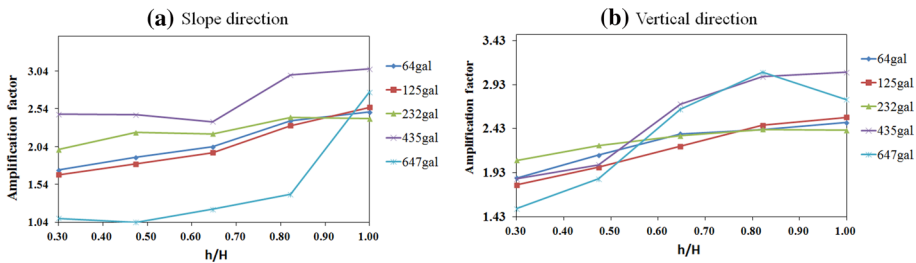 (a) Slope direction
Amplification factor
3.04
2.54
2.04
1.54
1.04
0.30 0.40 0.50 0.60 0.70 0.80 0.90 1.00
h/H
64gal
125gal
232gal
435gal
647gal
(b) Vertical direction
Amplification factor
3.43
2.93
2.43
1.93
1.43
0.30 0.40 0.50 0.60 0.70 0.80 0.90 1.00
h/H
64gal
125gal
232gal
435gal
647gal